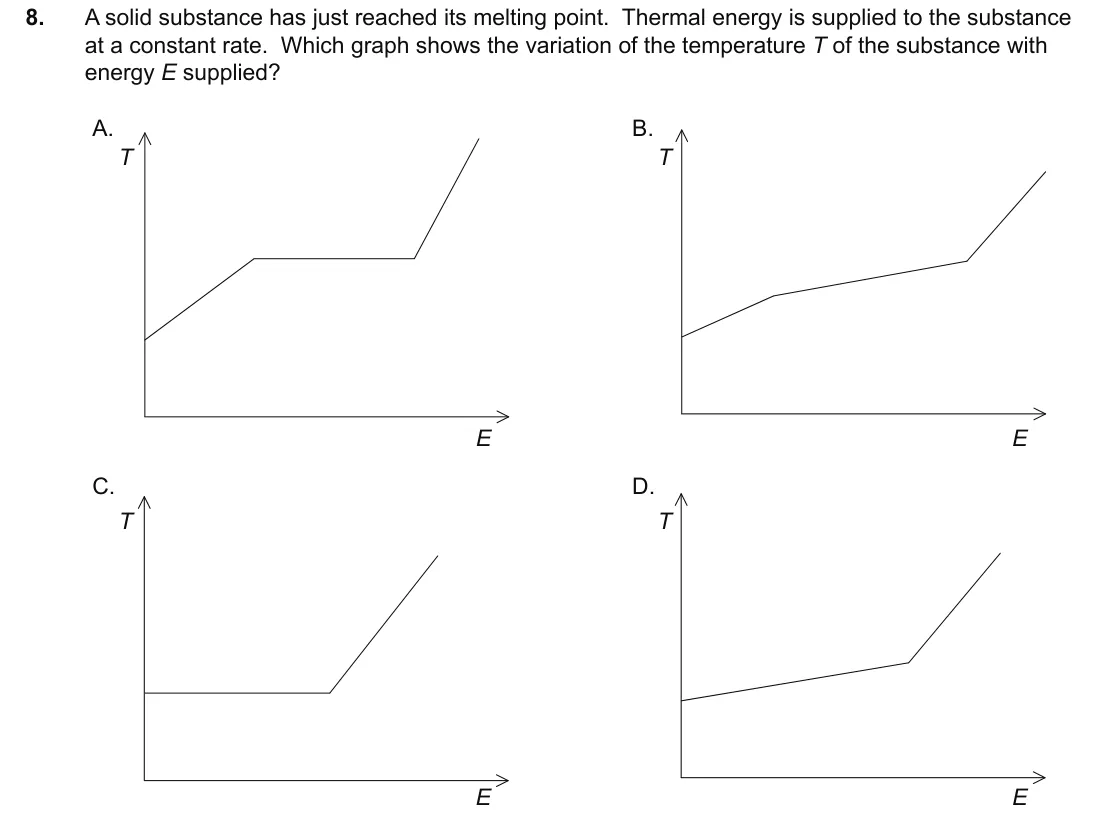 8. A solid substance has just reached its melting point. Thermal energy is supplied to the substance
at a constant rate. Which graph shows the variation of the temperature T of the substance with
energy E supplied?
A.
T
E
B.
T
E
C.
T
E
D.
T
E